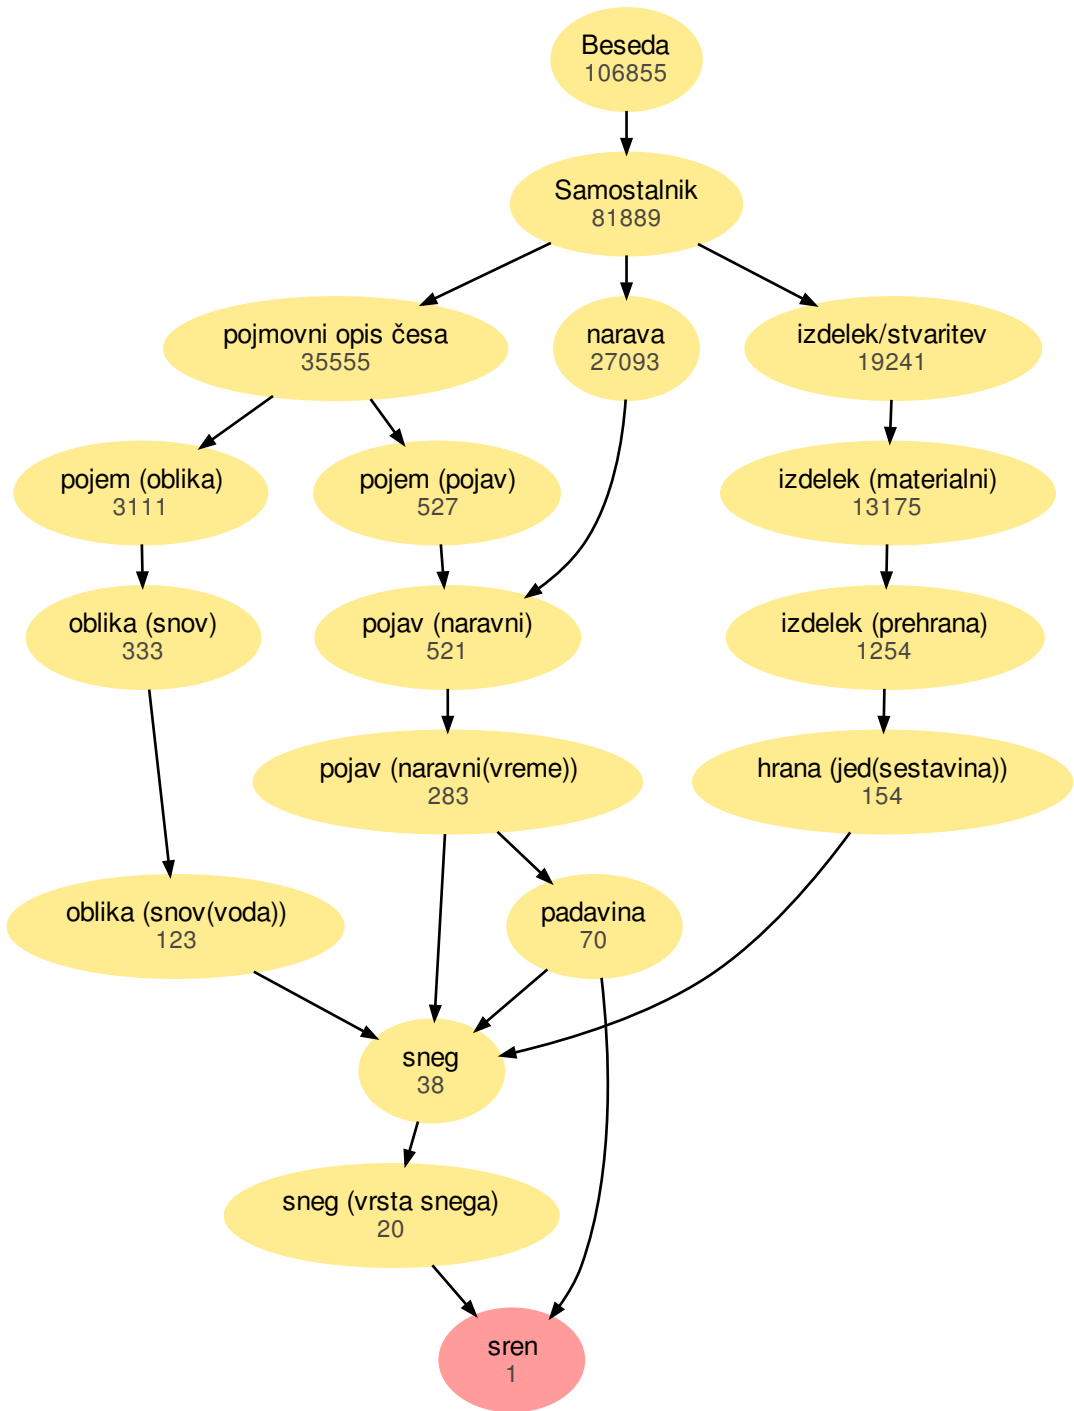 Beseda
106855
Samostalnik
81889
pojmovni opis česa
35555
narava
27093
izdelek/stvaritev
19241
pojem (oblika)
3111
pojem (pojav)
527
izdelek (materialni)
13175
oblika (snov)
333
pojav (naravni)
521
izdelek (prehrana)
1254
pojav (naravni(vreme))
283
hrana (jed(sestavina))
154
oblika (snov(voda))
123
padavina
70
sneg
38
sneg (vrsta snega)
20
sren
1